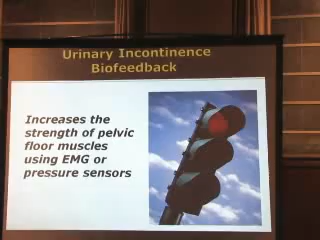 Urinary Incontinence
Biofeedback
Increases the
strength of pelvic
floor muscles
using EMG or
pressure sensors